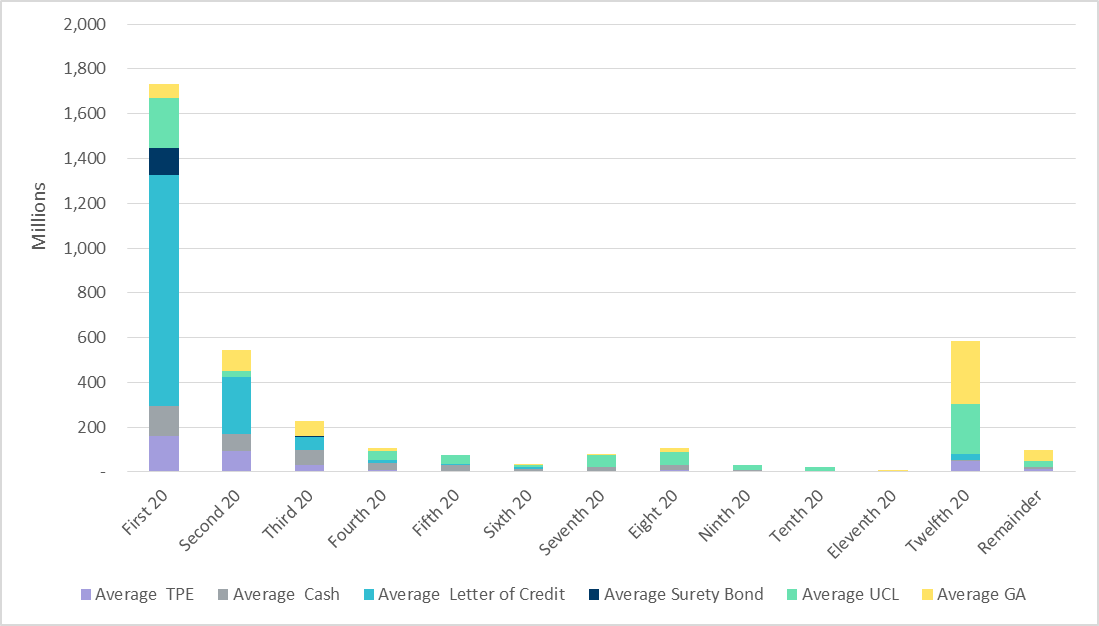 2,000
1,800
1,600
1,400
1,200
1,000
800
600
400
200
-
Millions
First 20
Second 20
Third 20
Fourth 20
Fifth 20
Sixth 20
Seventh 20
Eight 20
Ninth 20
Tenth 20
Eleventh 20
Twelfth 20
Remainder
Average TPE Average Cash Average Letter of Credit Average Surety Bond Average UCL Average GA